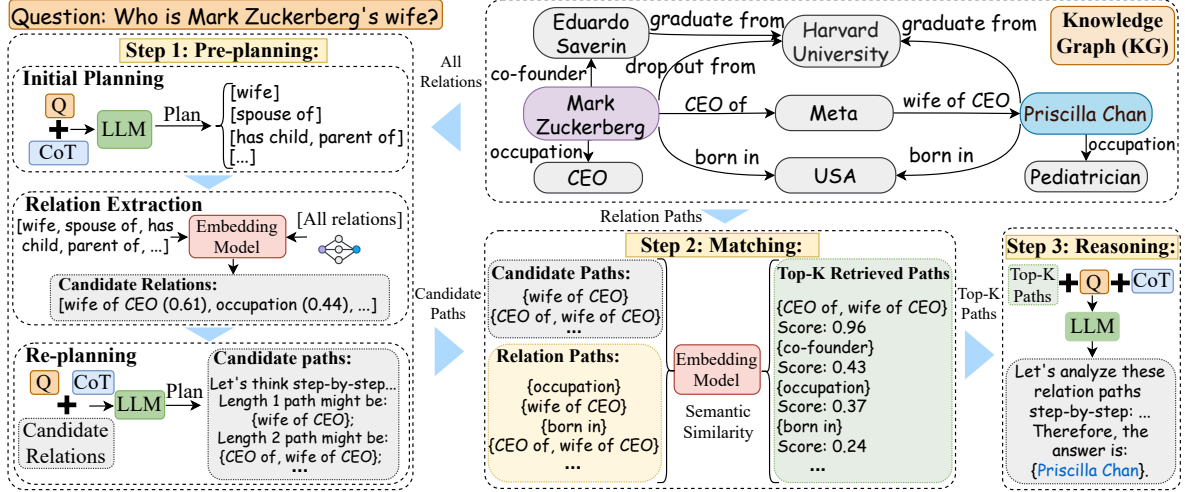 Question: Who is Mark Zuckerberg's wife?
Step 1: Pre-planning:
Initial Planning
Q
CoT
LLM
Plan
[wife]
[spouse of]
[has child, parent of]
[...]
Relation Extraction
[wife, spouse of, has
child, parent of, ...]
Embedding
Model
[All relations]
Candidate Relations:
[wife of CEO (0.61), occupation (0.44), ...]
Re-planning
Q
CoT
LLM
Plan
Candidate
Relations
Candidate paths:
Let's think step-by-step...
Length 1 path might be:
{wife of CEO};
Length 2 path might be:
{CEO of, wife of CEO};
...
All
Relations
Knowledge
Graph (KG)
Eduardo
Saverin
graduate from
Harvard
University
graduate from
co-founder
drop out from
Mark
Zuckerberg
CEO of
Meta
wife of CEO
Priscilla Chan
occupation
born in
born in
occupation
CEO
USA
Pediatrician
Relation Paths
Candidate
Paths
Step 2: Matching:
Candidate Paths:
{wife of CEO}
{CEO of, wife of CEO}
...
Relation Paths:
{occupation}
{wife of CEO}
{born in}
{CEO of, wife of CEO}
...
Embedding
Model
Semantic
Similarity
Top-K Retrieved Paths
{CEO of, wife of CEO}
Score: 0.96
{co-founder}
Score: 0.43
{occupation}
Score: 0.37
{born in}
Score: 0.24
...
Top-K
Paths
Step 3: Reasoning:
Top-K
Paths
Q
CoT
LLM
Let's analyze these
relation paths
step-by-step: ...
Therefore, the
answer is:
{Priscilla Chan}.